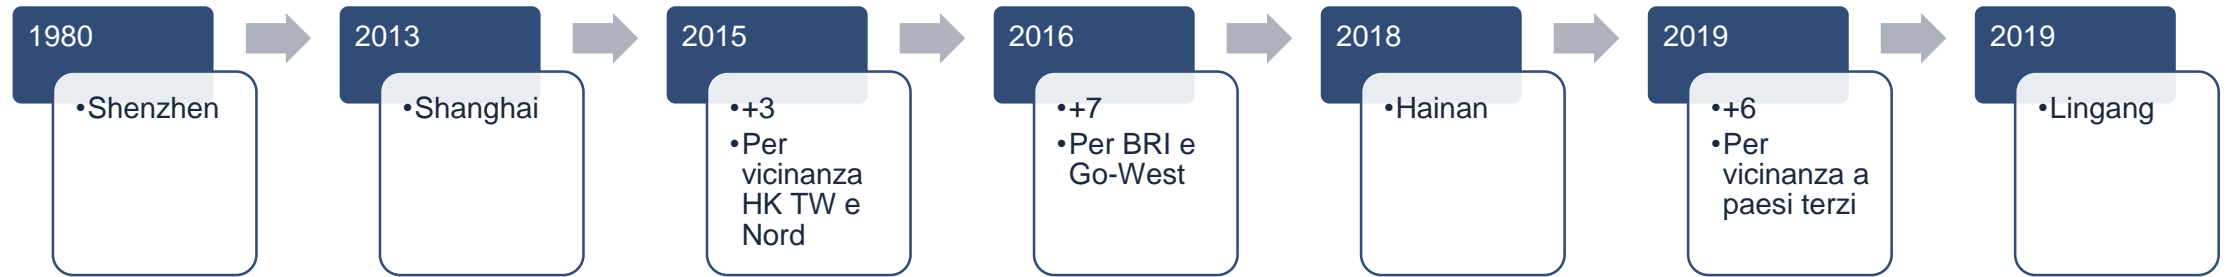 1980
•Shenzhen
2013
•Shanghai
2015
•+3
•Per
vicinanza
HK TW e
Nord
2016
•+7
•Per BRI e
Go-West
2018
•Hainan
2019
•+6
•Per
vicinanza a
paesi terzi
2019
•Lingang